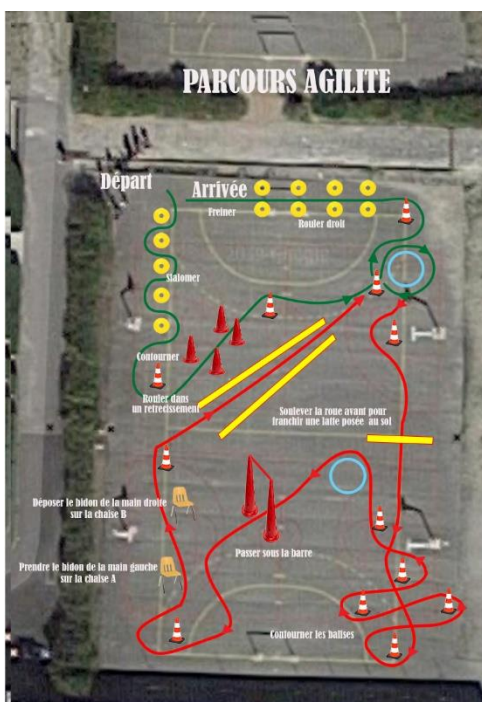 PARCOURS AGILITE
Départ
Arrivée
Freiner
Rouler droit
Slalomer
Contourner
Rouler dans
un retrecissement
Soulever la roue avant pour
franchir une latte posée au sol
Déposer le bidon de la main droite
sur la chaise B
Passer sous la barre
Prendre le bidon de la main gauche
sur la chaise A
Contourner les balises